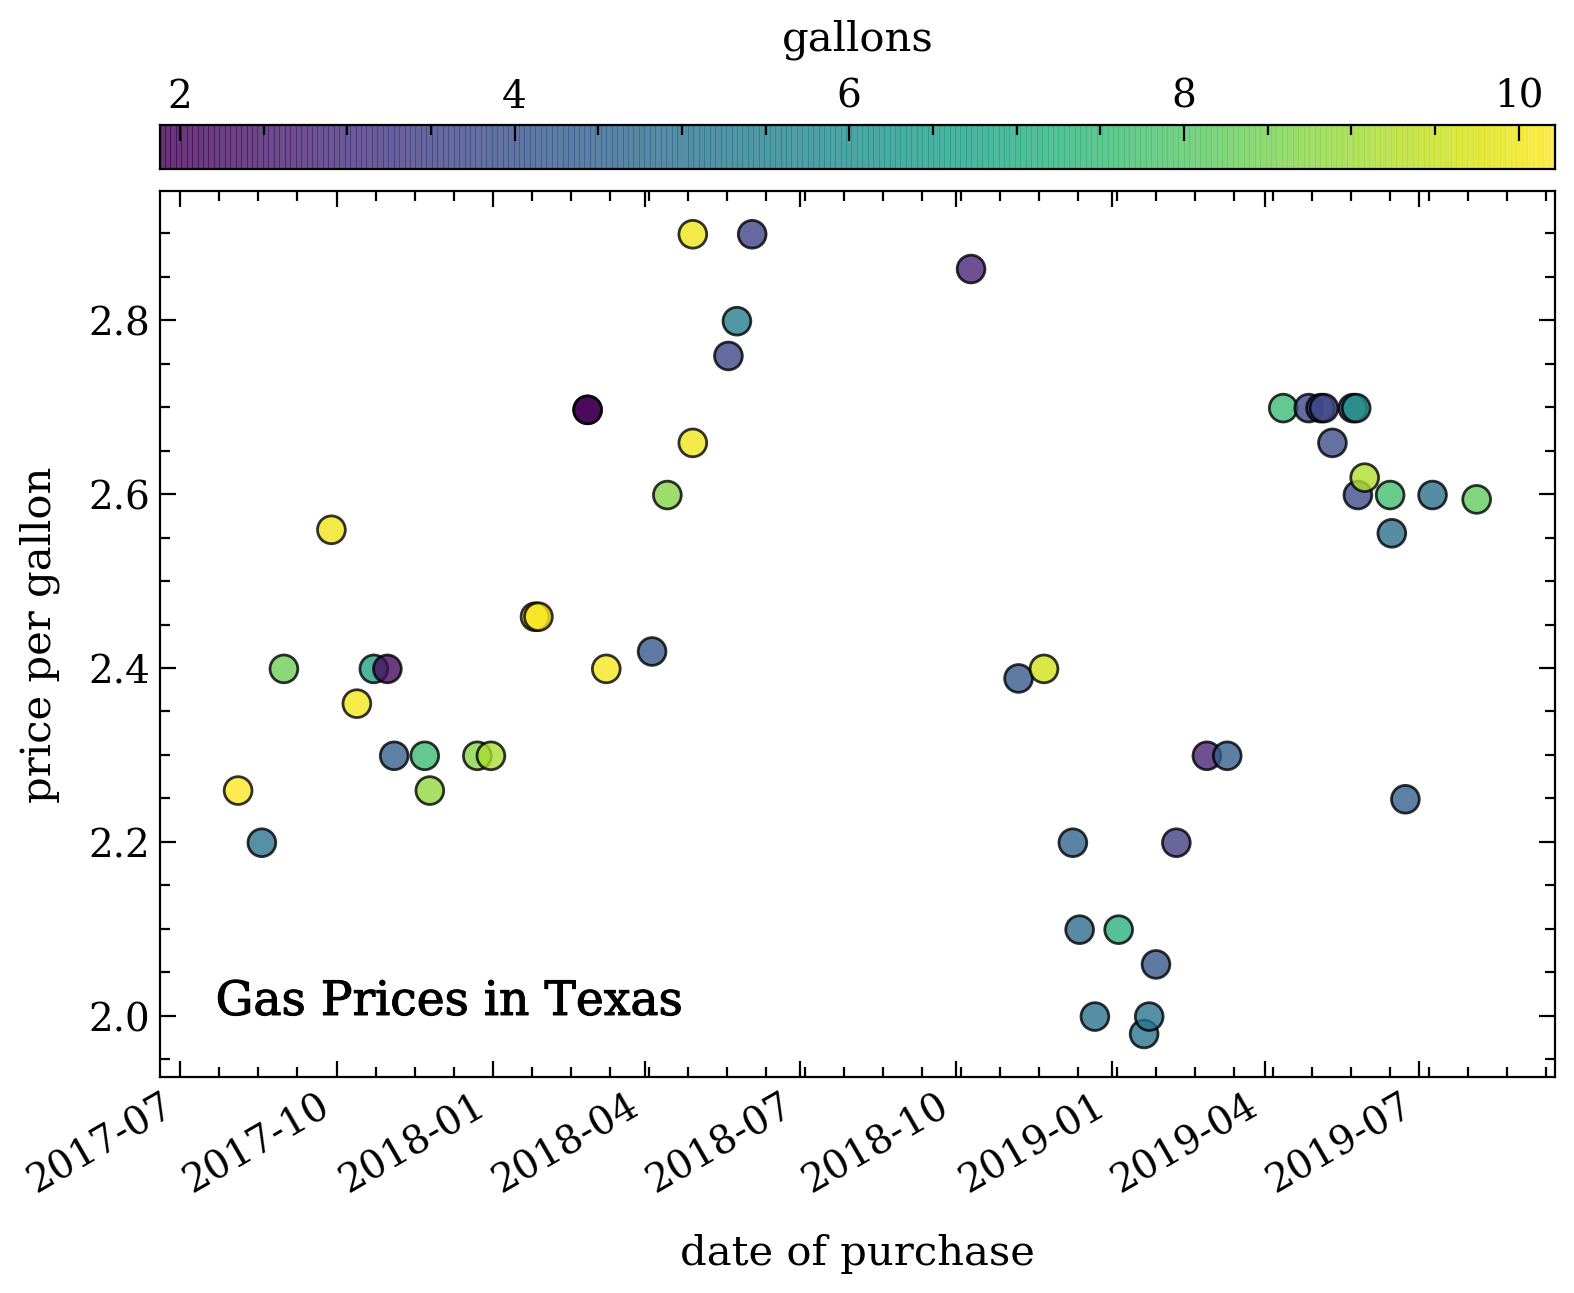 gallons
2 4 6 8 10
price per gallon
2.8
2.6
2.4
2.2
2.0
Gas Prices in Texas
2017-07 2017-10 2018-01 2018-04 2018-07 2018-10 2019-01 2019-04 2019-07
date of purchase